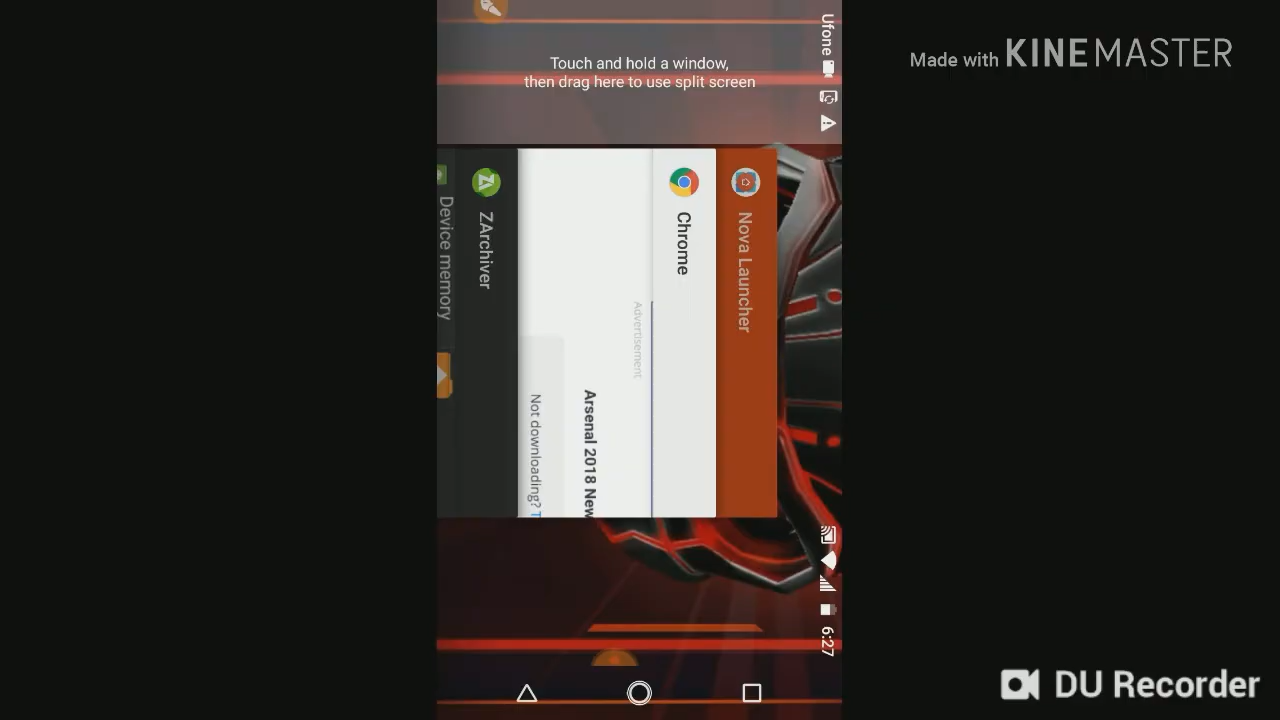 Made with KINEMASTER
Touch and hold a window,
then drag here to use split screen
Ufone
6:27
Nova Launcher
Chrome
Advertisement
Arsenal 2018 New
Not downloading? T
ZArchiver
Device memory
DU Recorder